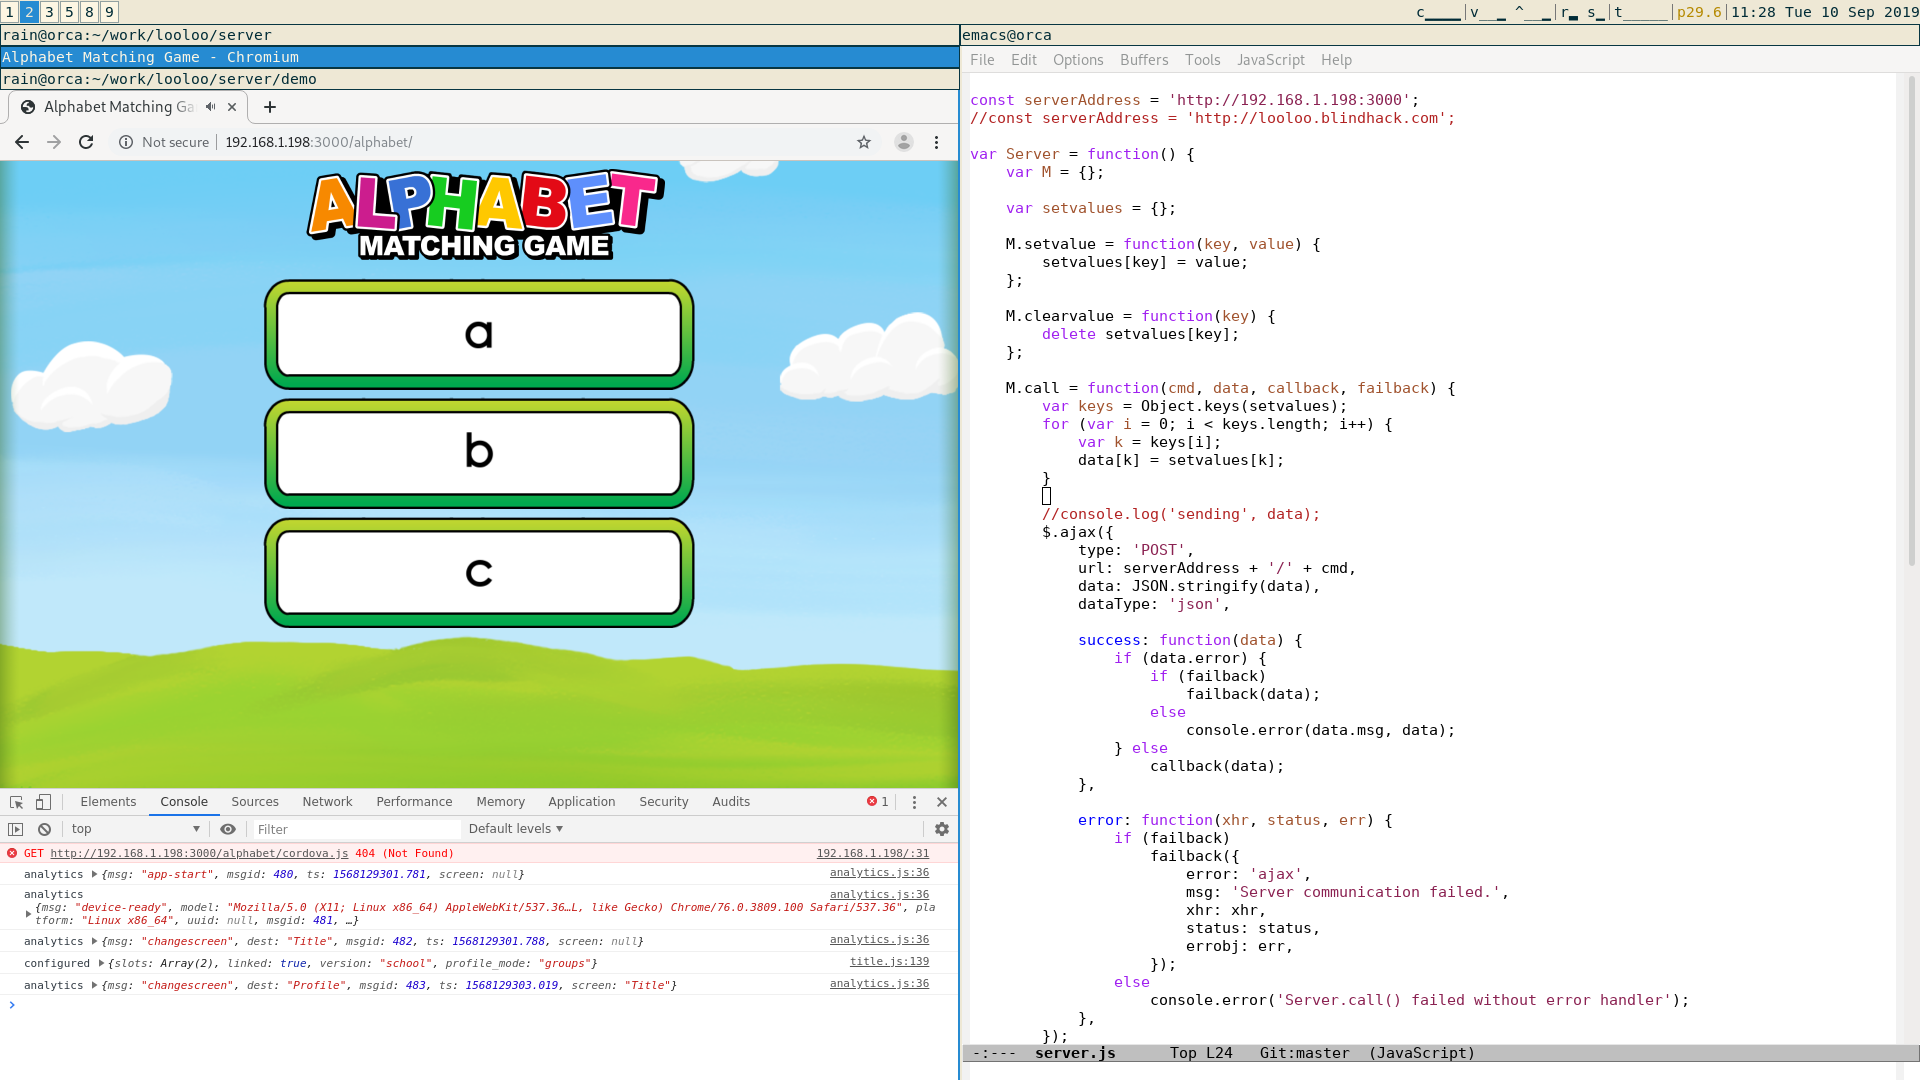 1 2 3 5 8 9
c v ^ r s t p29.6 11:28 Tue 10 Sep 2019
rain@orca:~/work/looloo/server
Alphabet Matching Game - Chromium
rain@orca:~/work/looloo/server/demo
Alphabet Matching Ga
Not secure 192.168.1.198:3000/alphabet/
ALPHABET
MATCHING GAME
a
b
c
Elements Console Sources Network Performance Memory Application Security Audits 1
top Filter Default levels
GET http://192.168.1.198:3000/alphabet/cordova.js 404 (Not Found) 192.168.1.198/:31
analytics {msg: "app-start", msgid: 480, ts: 1568129301.781, screen: null} analytics.js:36
analytics analytics.js:36
{msg: "device-ready", model: "Mozilla/5.0 (X11; Linux x86_64) AppleWebKit/537.36…L, like Gecko) Chrome/76.0.3809.100 Safari/537.36", pla
tform: "Linux x86_64", uuid: null, msgid: 481, …}
analytics {msg: "changescreen", dest: "Title", msgid: 482, ts: 1568129301.788, screen: null} analytics.js:36
configured {slots: Array(2), linked: true, version: "school", profile_mode: "groups"} title.js:139
analytics {msg: "changescreen", dest: "Profile", msgid: 483, ts: 1568129303.019, screen: "Title"} analytics.js:36
emacs@orca
File Edit Options Buffers Tools JavaScript Help
const serverAddress = 'http://192.168.1.198:3000';
//const serverAddress = 'http://looloo.blindhack.com';
var Server = function() {
    var M = {};
    var setvalues = {};
    M.setvalue = function(key, value) {
        setvalues[key] = value;
    };
    M.clearvalue = function(key) {
        delete setvalues[key];
    };
    M.call = function(cmd, data, callback, failback) {
        var keys = Object.keys(setvalues);
        for (var i = 0; i < keys.length; i++) {
            var k = keys[i];
            data[k] = setvalues[k];
        }
        //console.log('sending', data);
        $.ajax({
            type: 'POST',
            url: serverAddress + '/' + cmd,
            data: JSON.stringify(data),
            dataType: 'json',
            success: function(data) {
                if (data.error) {
                    if (failback)
                        failback(data);
                    else
                        console.error(data.msg, data);
                } else
                    callback(data);
            },
            error: function(xhr, status, err) {
                if (failback)
                    failback({
                        error: 'ajax',
                        msg: 'Server communication failed.',
                        xhr: xhr,
                        status: status,
                        errobj: err,
                    });
                else
                    console.error('Server.call() failed without error handler');
            },
        });
-:--- server.js Top L24 Git:master (JavaScript)